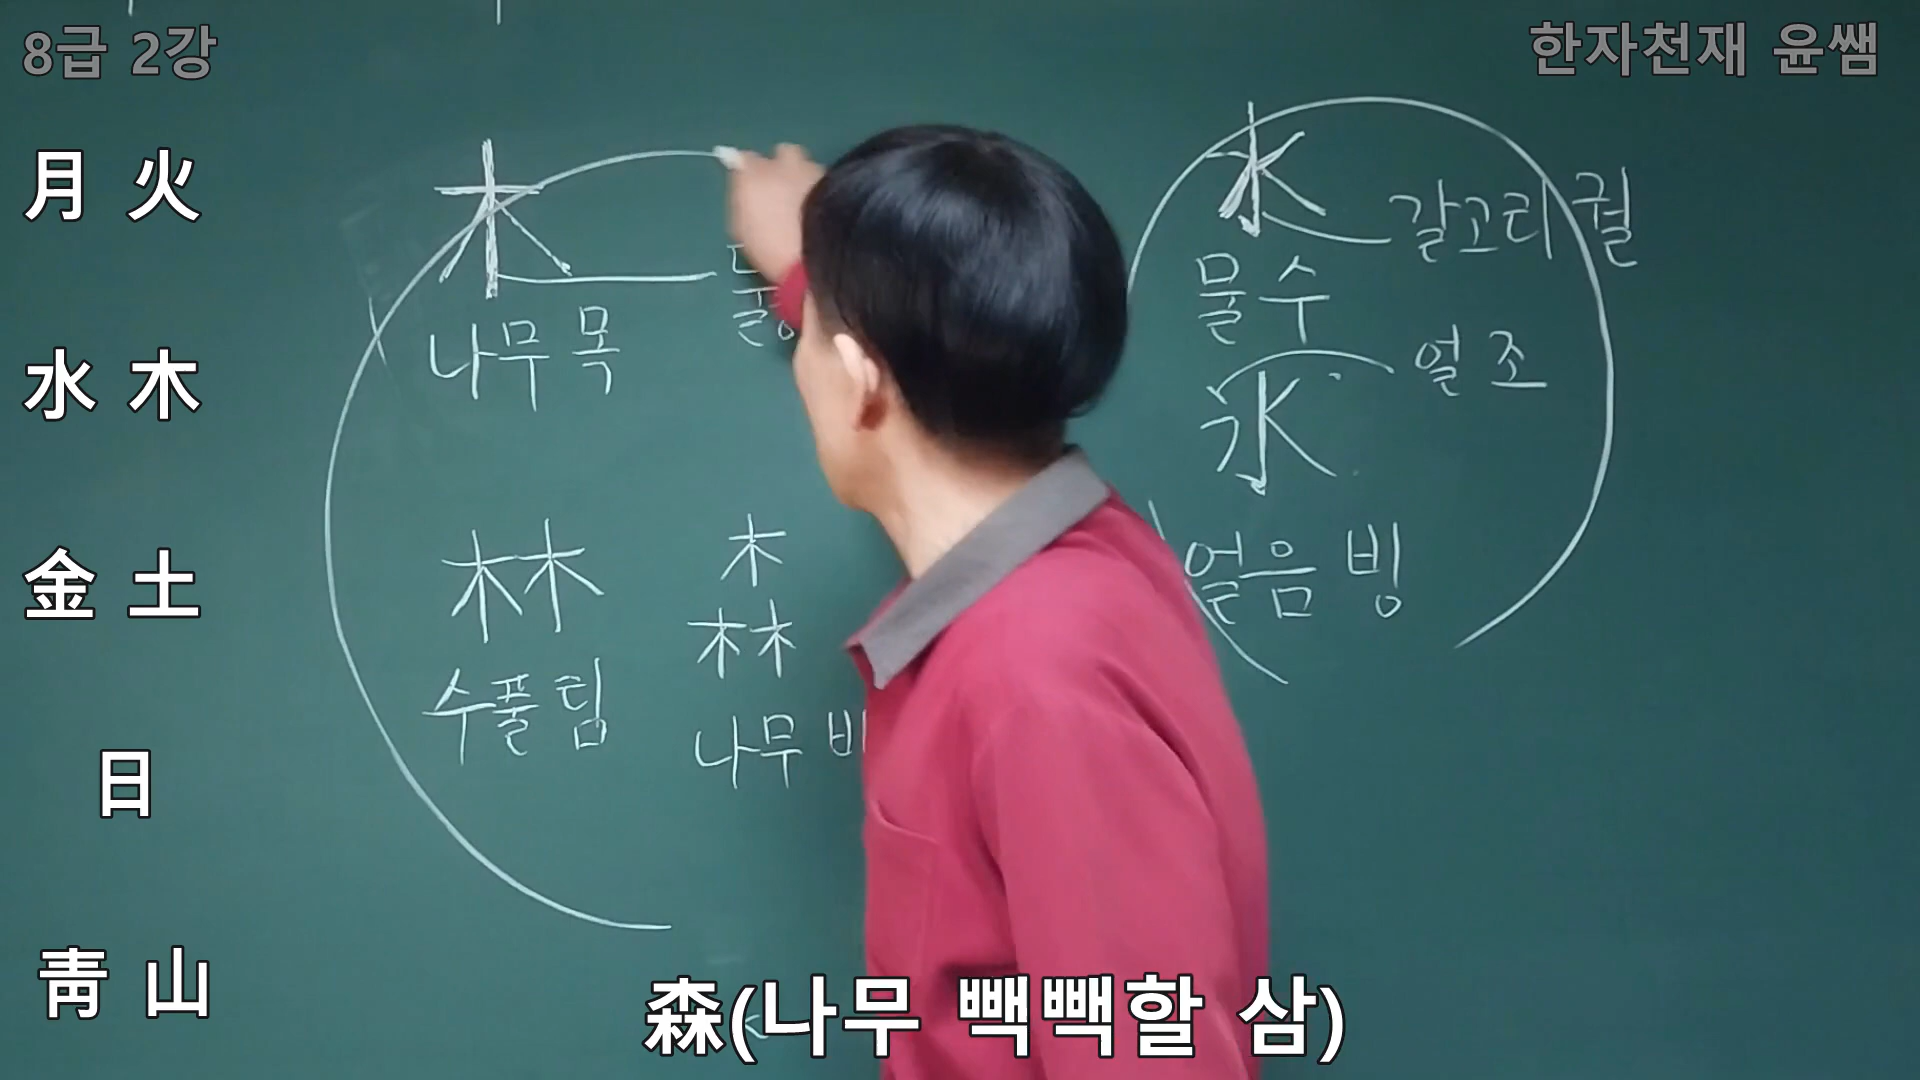 8급 2강
한자천재 윤쌤
月 火
水 木
金 土
日
靑 山
木
나무 목
林
수풀 림
木
林
나무
水
갈고리 궐
물 수
얼 조
氷
얼음 빙
森(나무 빽빽할 삼)